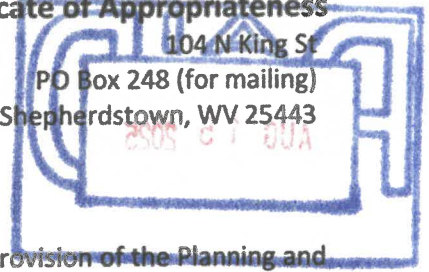 cate of Appropriateness
104 N King St
PO Box 248 (for mailing)
Shepherdstown, WV 25443
AUG 15 2025
rovision of the Planning and